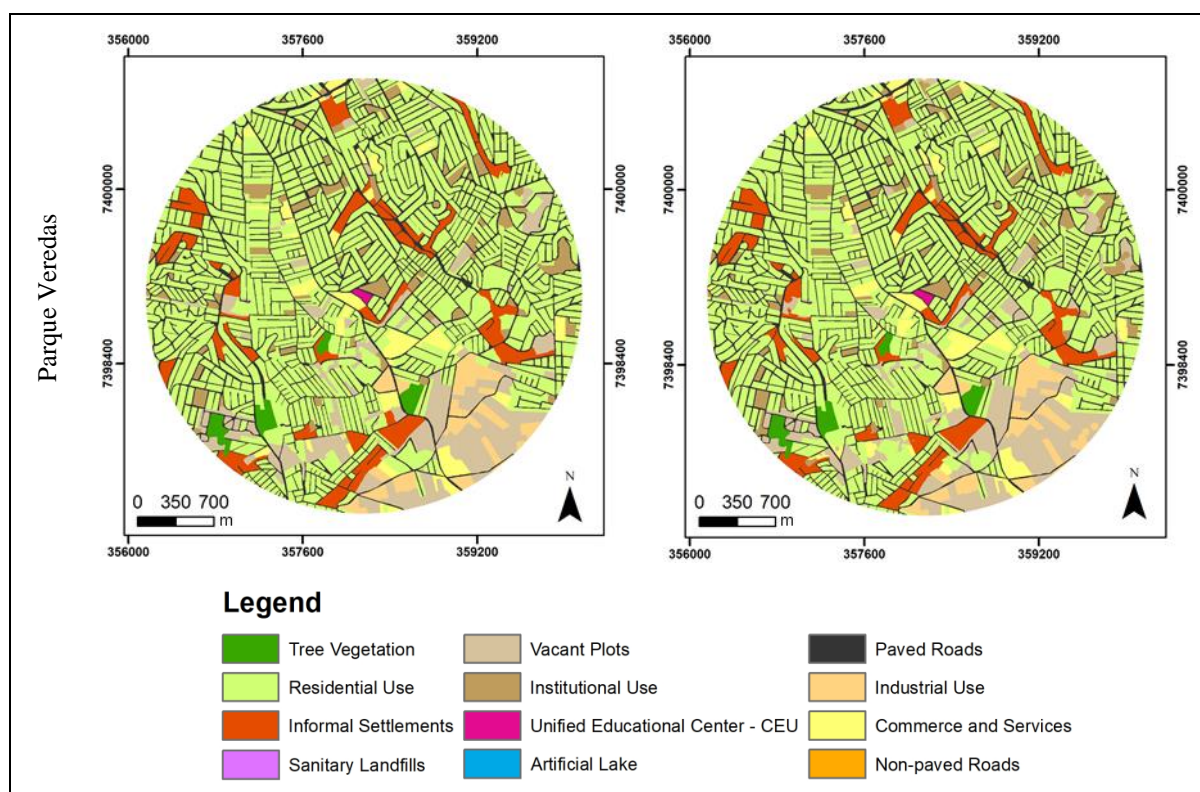 356000 357600 359200 356000 357600 359200
Parque Veredas
7400000 7400000 7400000 7400000
7398400 7398400 7398400 7398400
N N
0 350 700 0 350 700
m m
356000 357600 359200 356000 357600 359200
Legend
Tree Vegetation Vacant Plots Paved Roads
Residential Use Institutional Use Industrial Use
Informal Settlements Unified Educational Center - CEU Commerce and Services
Sanitary Landfills Artificial Lake Non-paved Roads